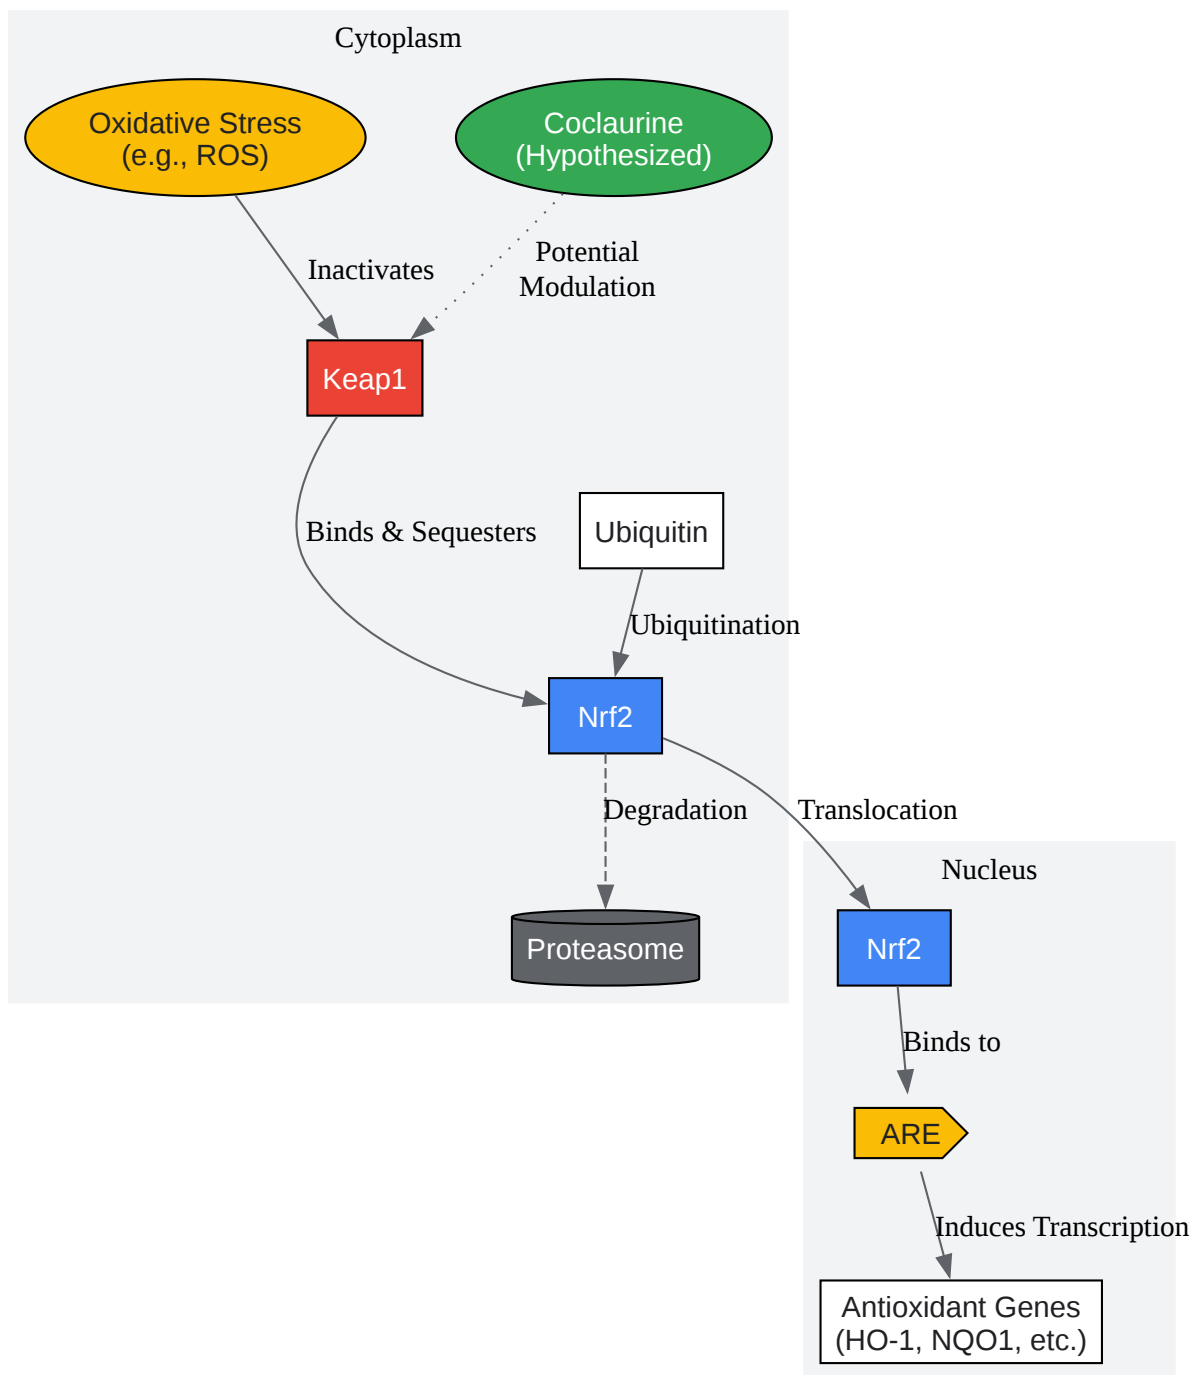 Cytoplasm
Oxidative Stress
(e.g., ROS)
Coclaurine
(Hypothesized)
Inactivates
Potential
Modulation
Keap1
Binds & Sequesters
Ubiquitin
Ubiquitination
Nrf2
Degradation
Translocation
Nucleus
Proteasome
Nrf2
Binds to
ARE
Induces Transcription
Antioxidant Genes
(HO-1, NQO1, etc.)